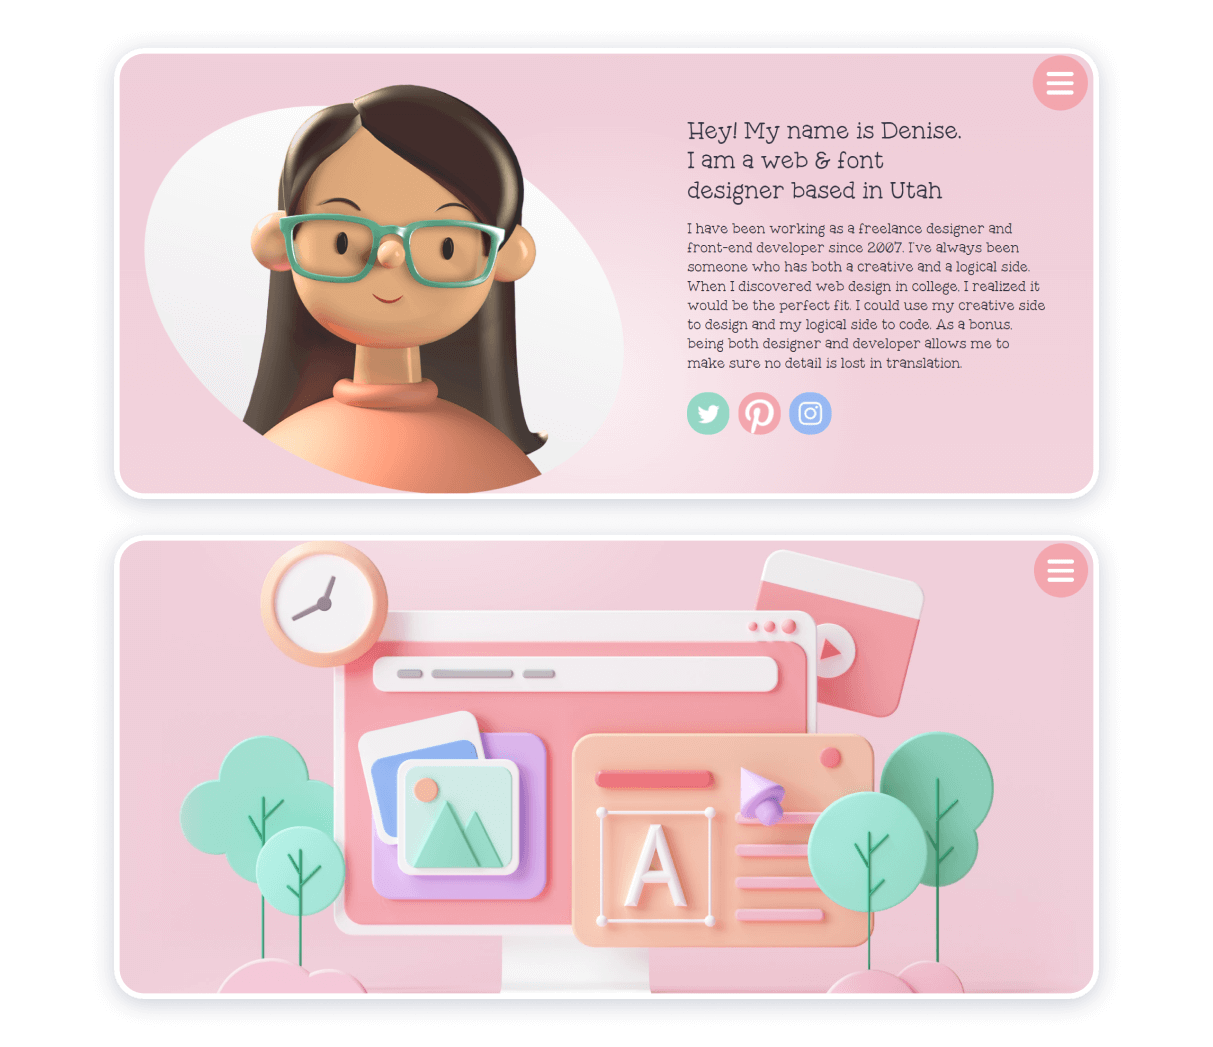 Hey! My name is Denise.
I am a web & font
designer based in Utah
I have been working as a freelance designer and
front-end developer since 2007. I've always been
someone who has both a creative and a logical side.
When I discovered web design in college, I realized it
would be the perfect fit. I could use my creative side
to design and my logical side to code. As a bonus,
being both designer and developer allows me to
make sure no detail is lost in translation.
A